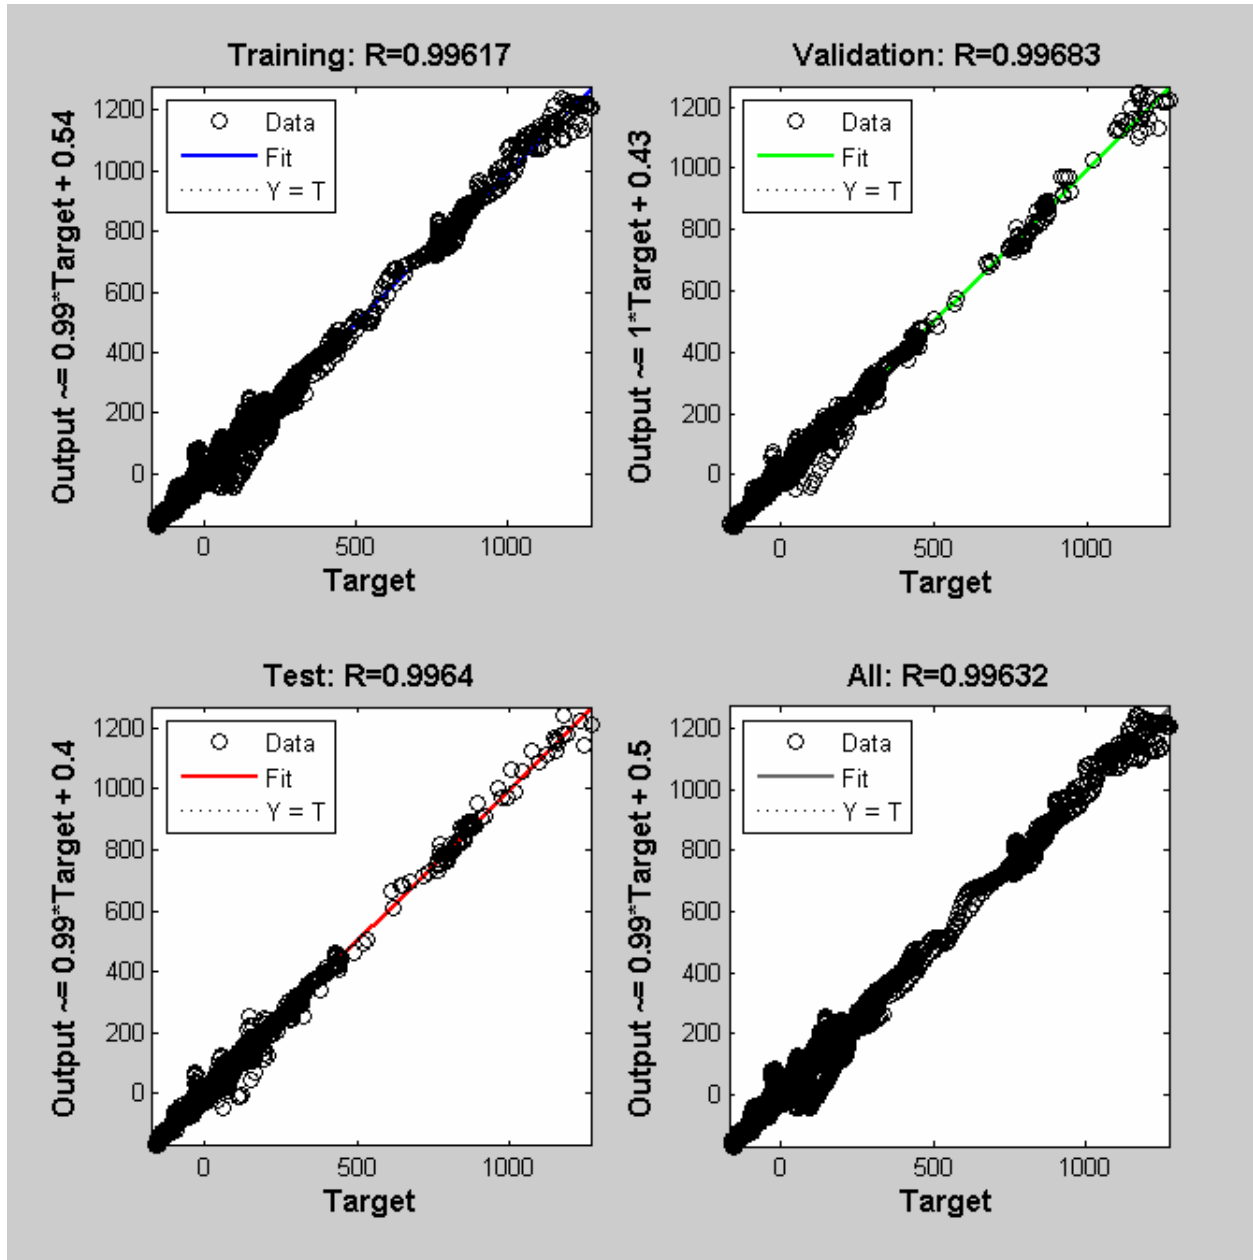 Training: R=0.99617
Output ~= 0.99*Target + 0.54
1200
1000
800
600
400
200
0
Data
Fit
Y = T
0 500 1000
Target
Validation: R=0.99683
Output ~= 1*Target + 0.43
1200
1000
800
600
400
200
0
Data
Fit
Y = T
0 500 1000
Target
Test: R=0.9964
Output ~= 0.99*Target + 0.4
1200
1000
800
600
400
200
0
Data
Fit
Y = T
0 500 1000
Target
All: R=0.99632
Output ~= 0.99*Target + 0.5
1200
1000
800
600
400
200
0
Data
Fit
Y = T
0 500 1000
Target